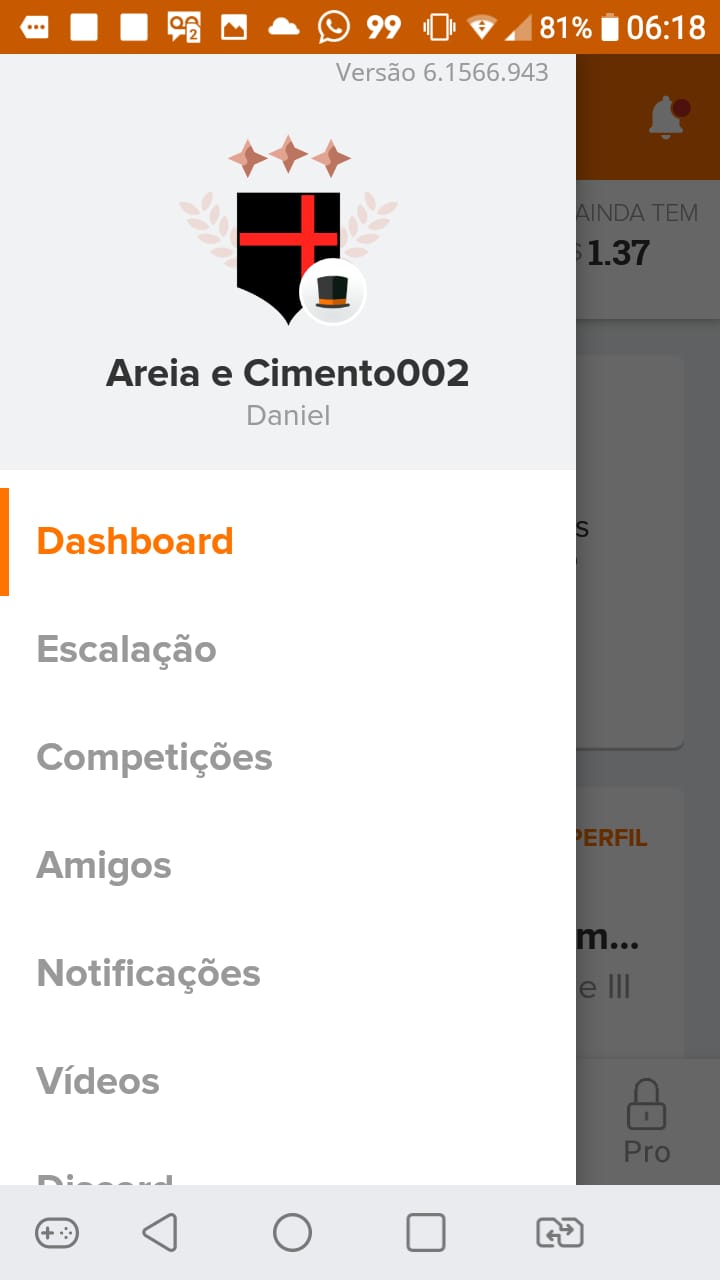 99 81% 06:18
Versão 6.1566.943
AINDA TEM
1.37
Areia e Cimento002
Daniel
Dashboard
Escalação
s
Competições
PERFIL
Amigos
m...
Notificações
e III
Vídeos
Pro
Discord